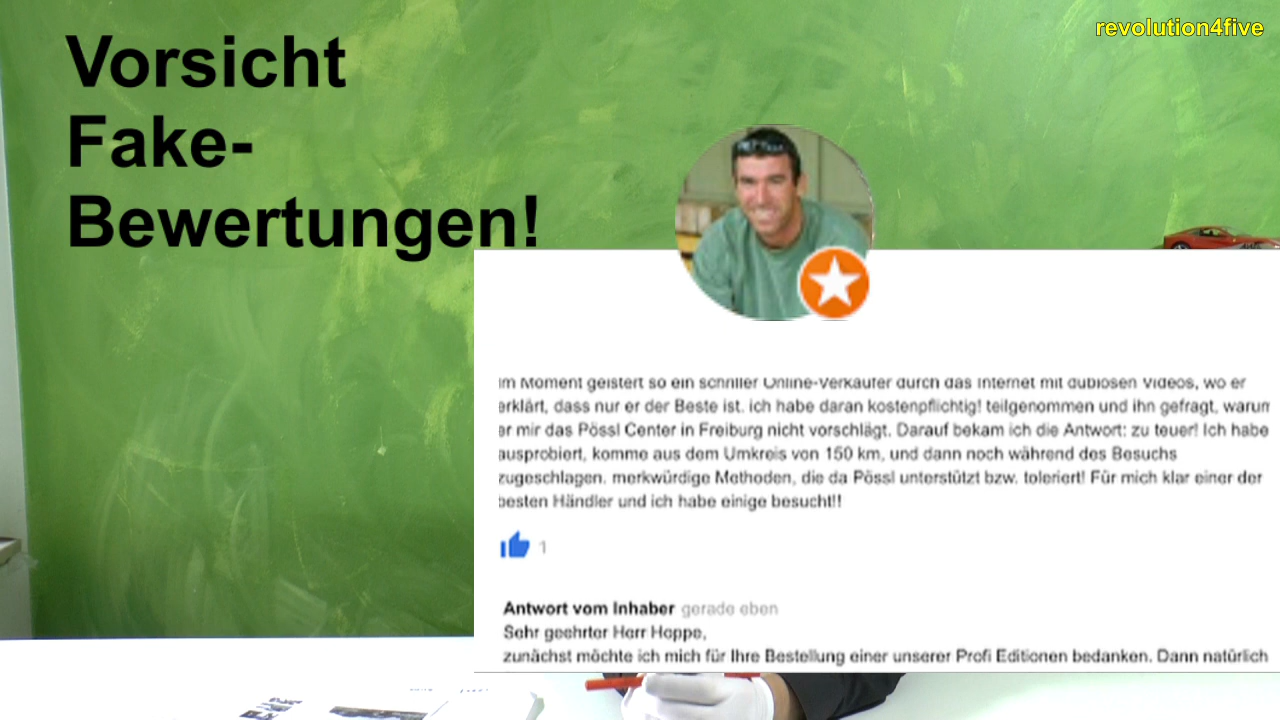 revolution4five
Vorsicht
Fake-
Bewertungen!
Im Moment geistert so ein schriller Online-Verkäufer durch das Internet mit dubiosen Videos, wo er
erklärt, dass nur er der Beste ist. ich habe daran kostenpflichtig! teilgenommen und ihn gefragt, warum
er mir das Pössl Center in Freiburg nicht vorschlägt. Darauf bekam ich die Antwort: zu teuer! Ich habe
ausprobiert, komme aus dem Umkreis von 150 km, und dann noch während des Besuchs
zugeschlagen. merkwürdige Methoden, die da Pössl unterstützt bzw. toleriert! Für mich klar einer der
besten Händler und ich habe einige besucht!!
1
Antwort vom Inhaber gerade eben
Sehr geehrter Herr Hoppe,
zunächst möchte ich mich für Ihre Bestellung einer unserer Profi Editionen bedanken. Dann natürlich